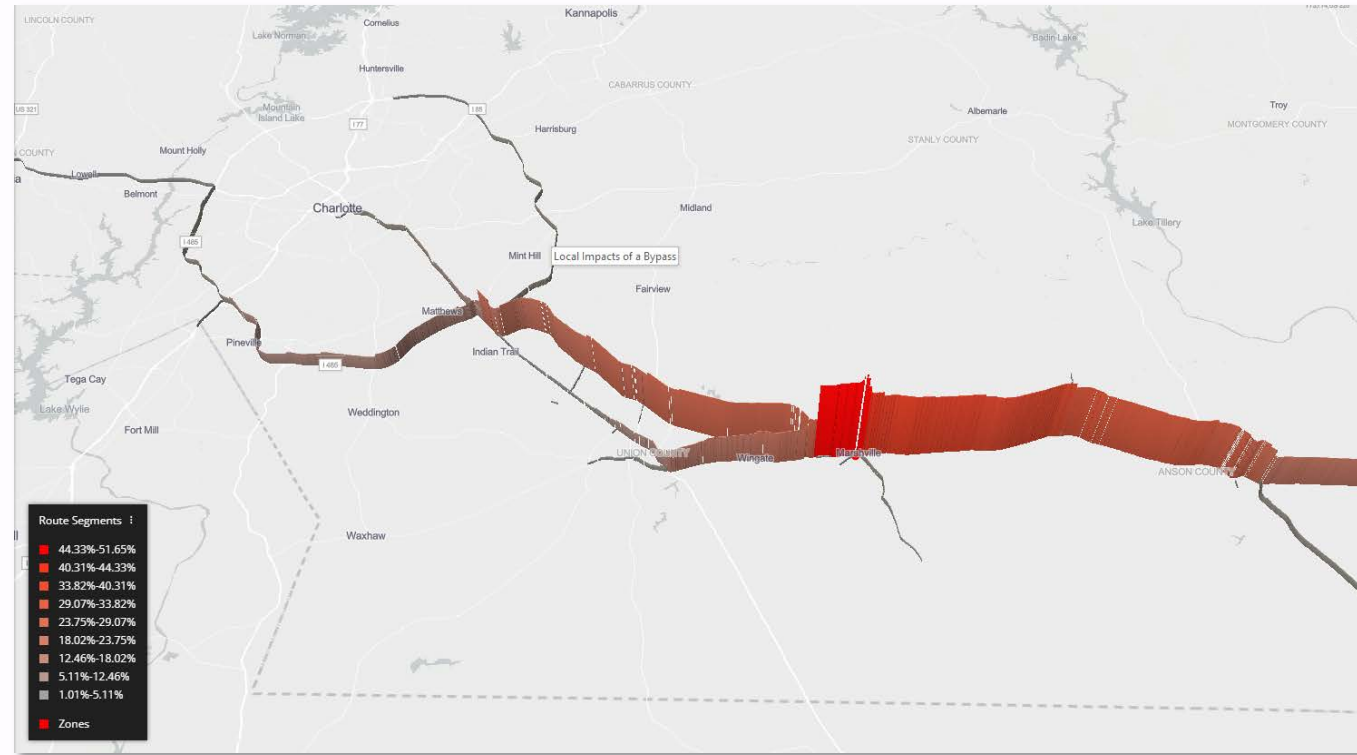 LINCOLN COUNTY
Cornelius
Kannapolis
Lake Norman
Badin Lake
Huntersville
CABARRUS COUNTY
US 321
Mountain
Island Lake
I 77
I 85
Harrisburg
Albemarle
Troy
MONTGOMERY COUNTY
STANLY COUNTY
Mount Holly
N COUNTY
Lowell
a
Belmont
Charlotte
Midland
Lake Tillery
I 485
Mint Hill
Local Impacts of a Bypass
Fairview
Matthews
Pineville
Indian Trail
I 485
Tega Cay
Lake Wylie
Weddington
Fort Mill
UNION COUNTY
Wingate
Marshville
ANSON COUNTY
Waxhaw
ll
Route Segments
44.33%-51.65%
40.31%-44.33%
33.82%-40.31%
29.07%-33.82%
23.75%-29.07%
18.02%-23.75%
12.46%-18.02%
5.11%-12.46%
1.01%-5.11%
Zones